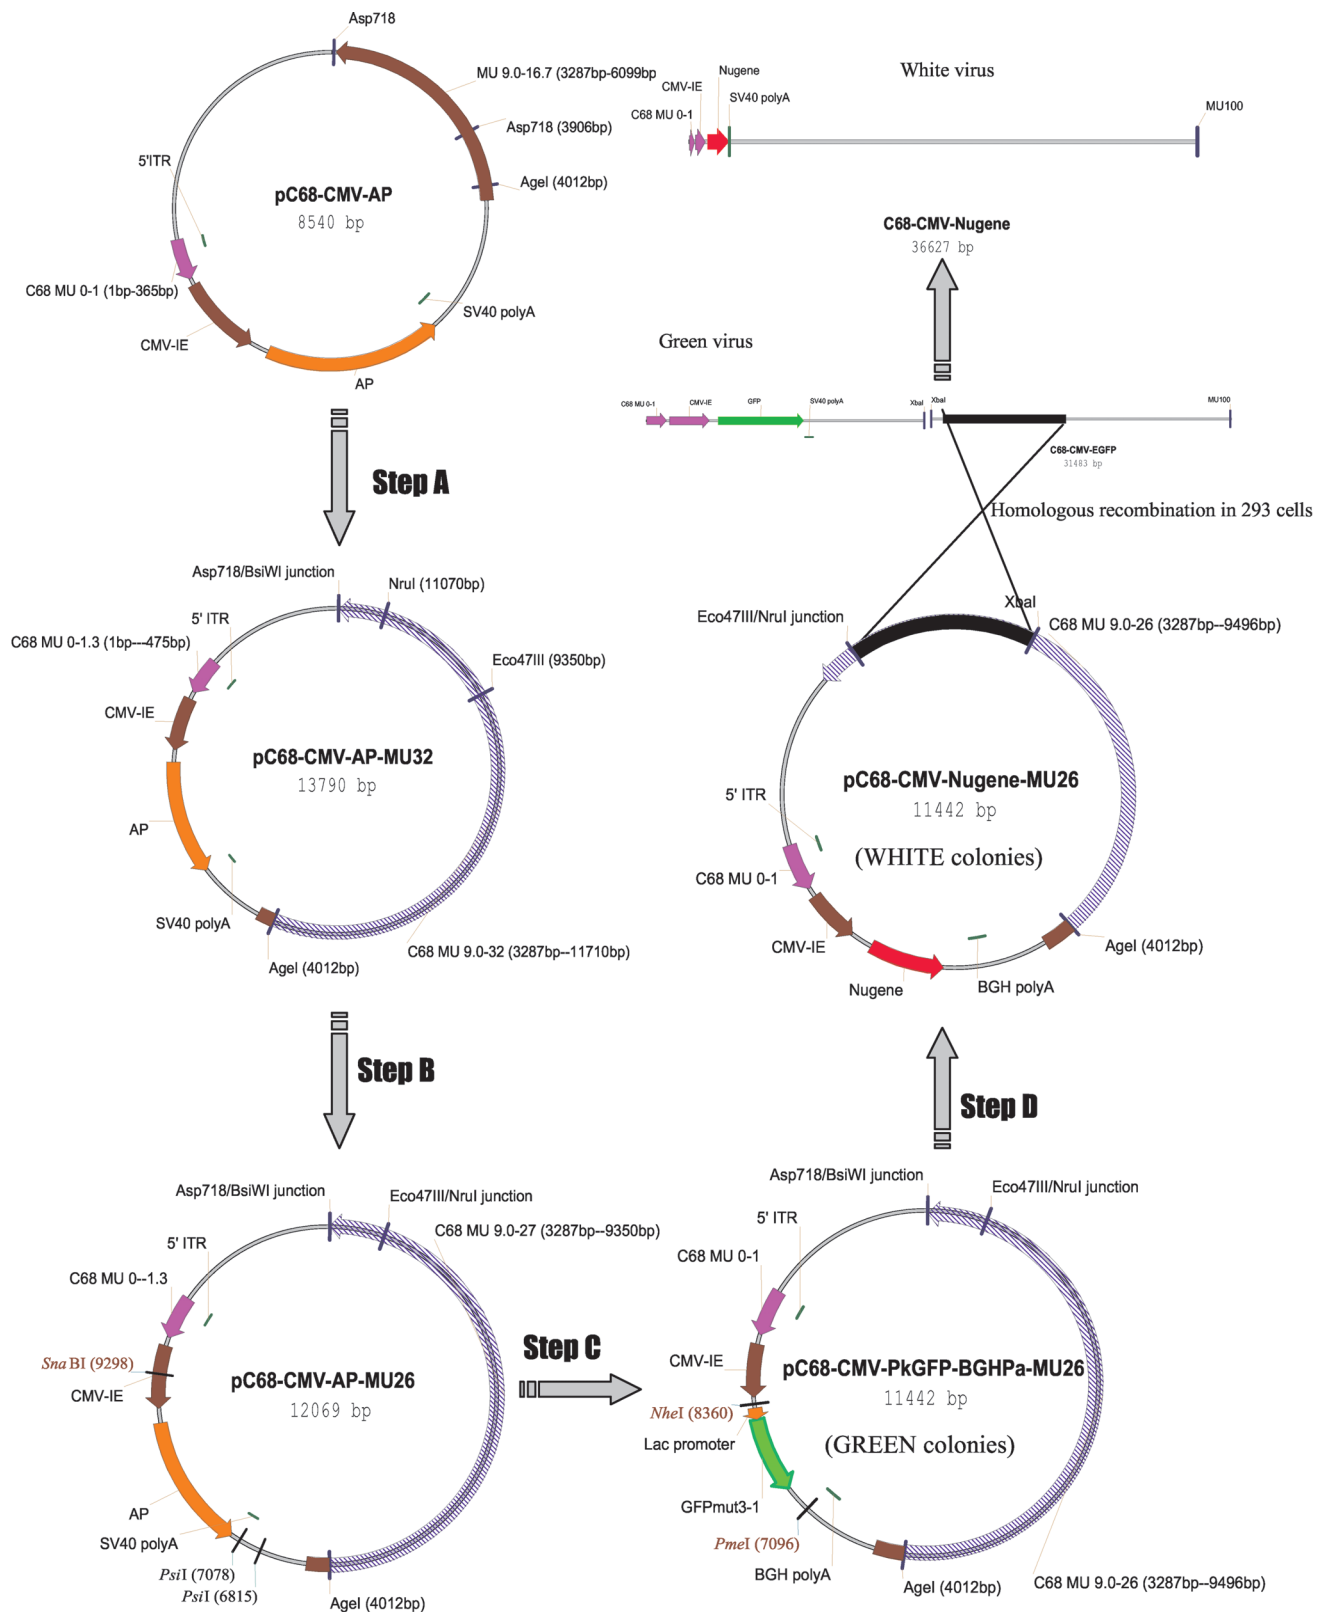 Asp718
MU 9.0-16.7 (3287bp-6099bp
Asp718 (3906bp)
AgeI (4012bp)
5'ITR
pC68-CMV-AP
8540 bp
C68 MU 0-1 (1bp-365bp)
CMV-IE
SV40 polyA
AP
Step A
Asp718/BsiWI junction
NruI (11070bp)
5' ITR
C68 MU 0-1.3 (1bp---475bp)
Eco47III (9350bp)
CMV-IE
pC68-CMV-AP-MU32
13790 bp
AP
SV40 polyA
C68 MU 9.0-32 (3287bp--11710bp)
AgeI (4012bp)
Step B
Asp718/BsiWI junction
Eco47III/NruI junction
C68 MU 9.0-27 (3287bp--9350bp)
5' ITR
C68 MU 0--1.3
SnaBI (9298)
CMV-IE
pC68-CMV-AP-MU26
12069 bp
AP
SV40 polyA
PsiI (7078)
PsiI (6815)
AgeI (4012bp)
Step C
Asp718/BsiWI junction
Eco47III/NruI junction
5' ITR
C68 MU 0-1
CMV-IE
pC68-CMV-PkGFP-BGHPa-MU26
11442 bp
NheI (8360)
Lac promoter
(GREEN colonies)
GFPmut3-1
PmeI (7096)
BGH polyA
AgeI (4012bp)
C68 MU 9.0-26 (3287bp--9496bp)
Step D
Eco47III/NruI junction
XbaI
C68 MU 9.0-26 (3287bp--9496bp)
5' ITR
pC68-CMV-Nugene-MU26
11442 bp
(WHITE colonies)
C68 MU 0-1
CMV-IE
Nugene
BGH polyA
AgeI (4012bp)
Homologous recombination in 293 cells
Green virus
C68 MU 0-1
CMV-IE
GFP
SV40 polyA
XbaI
XbaI
MU100
C68-CMV-EGFP
31483 bp
C68-CMV-Nugene
36627 bp
White virus
Nugene
CMV-IE
SV40 polyA
C68 MU 0-1
MU100